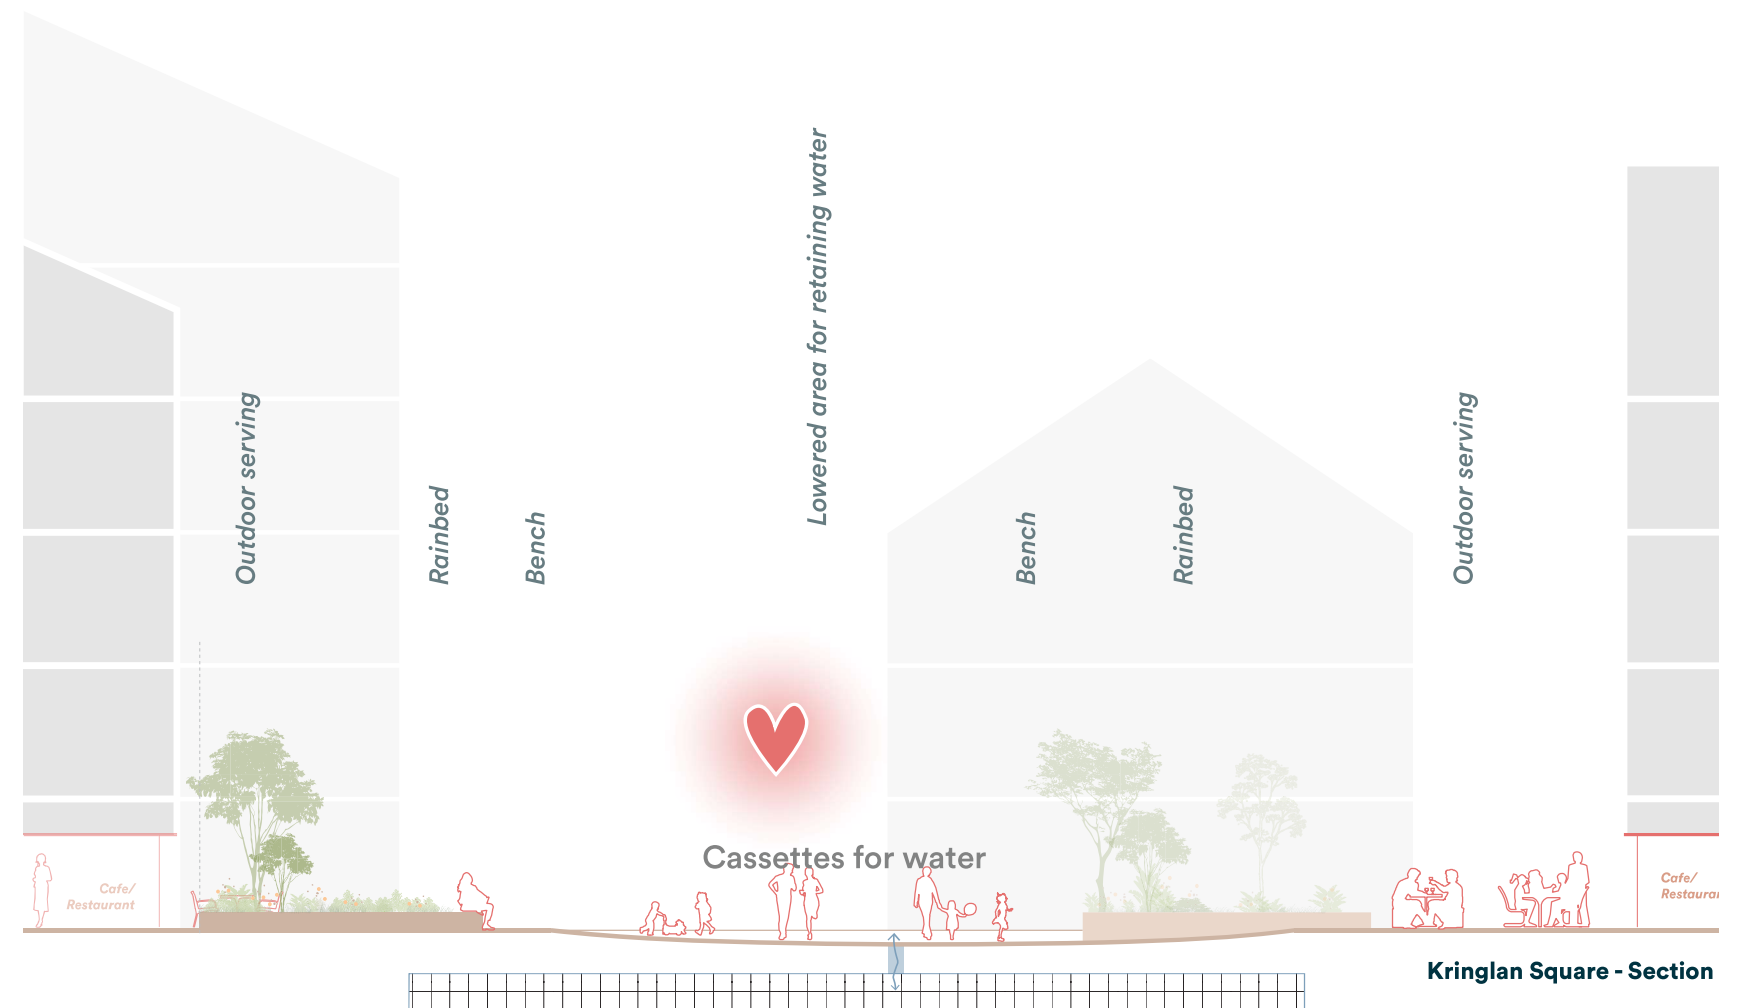 Lowered area for retaining water
Outdoor serving
Rainbed
Bench
Bench
Rainbed
Outdoor serving
Cassettes for water
Cafe/
Restaurant
Cafe/
Restaurar
Kringlan Square - Section